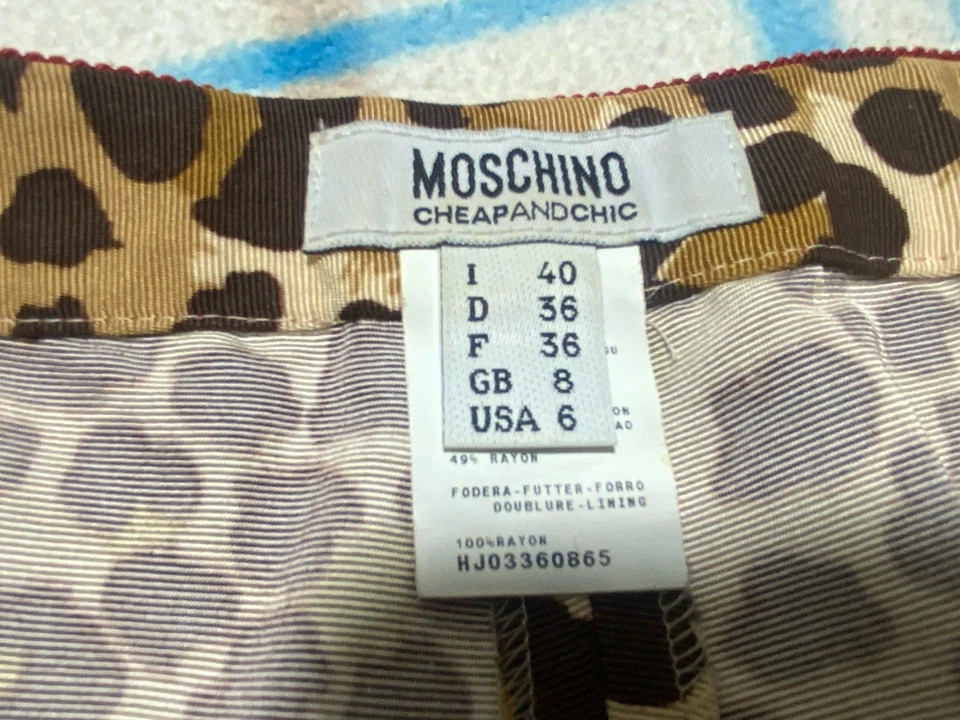 MOSCHINO
CHEAPANDCHIC
I 40
D 36
F 36
GB 8
USA 6
49% RAYON
FODERA-FUTTER-FORRO
DOUBLURE-LINING
100%RAYON
HJ03360865